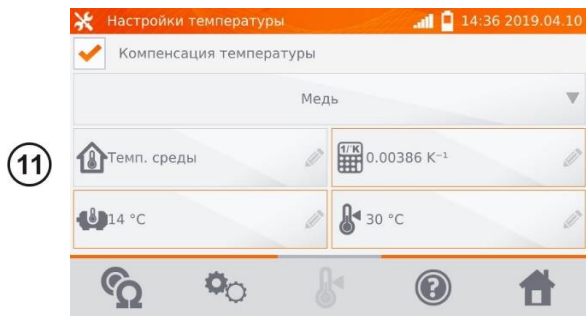 Настройки температуры 14:36 2019.04.10
Компенсация температуры
Медь
11
Темп. среды 1/K 0.00386 K⁻¹
14 °C 30 °C
Ω ?